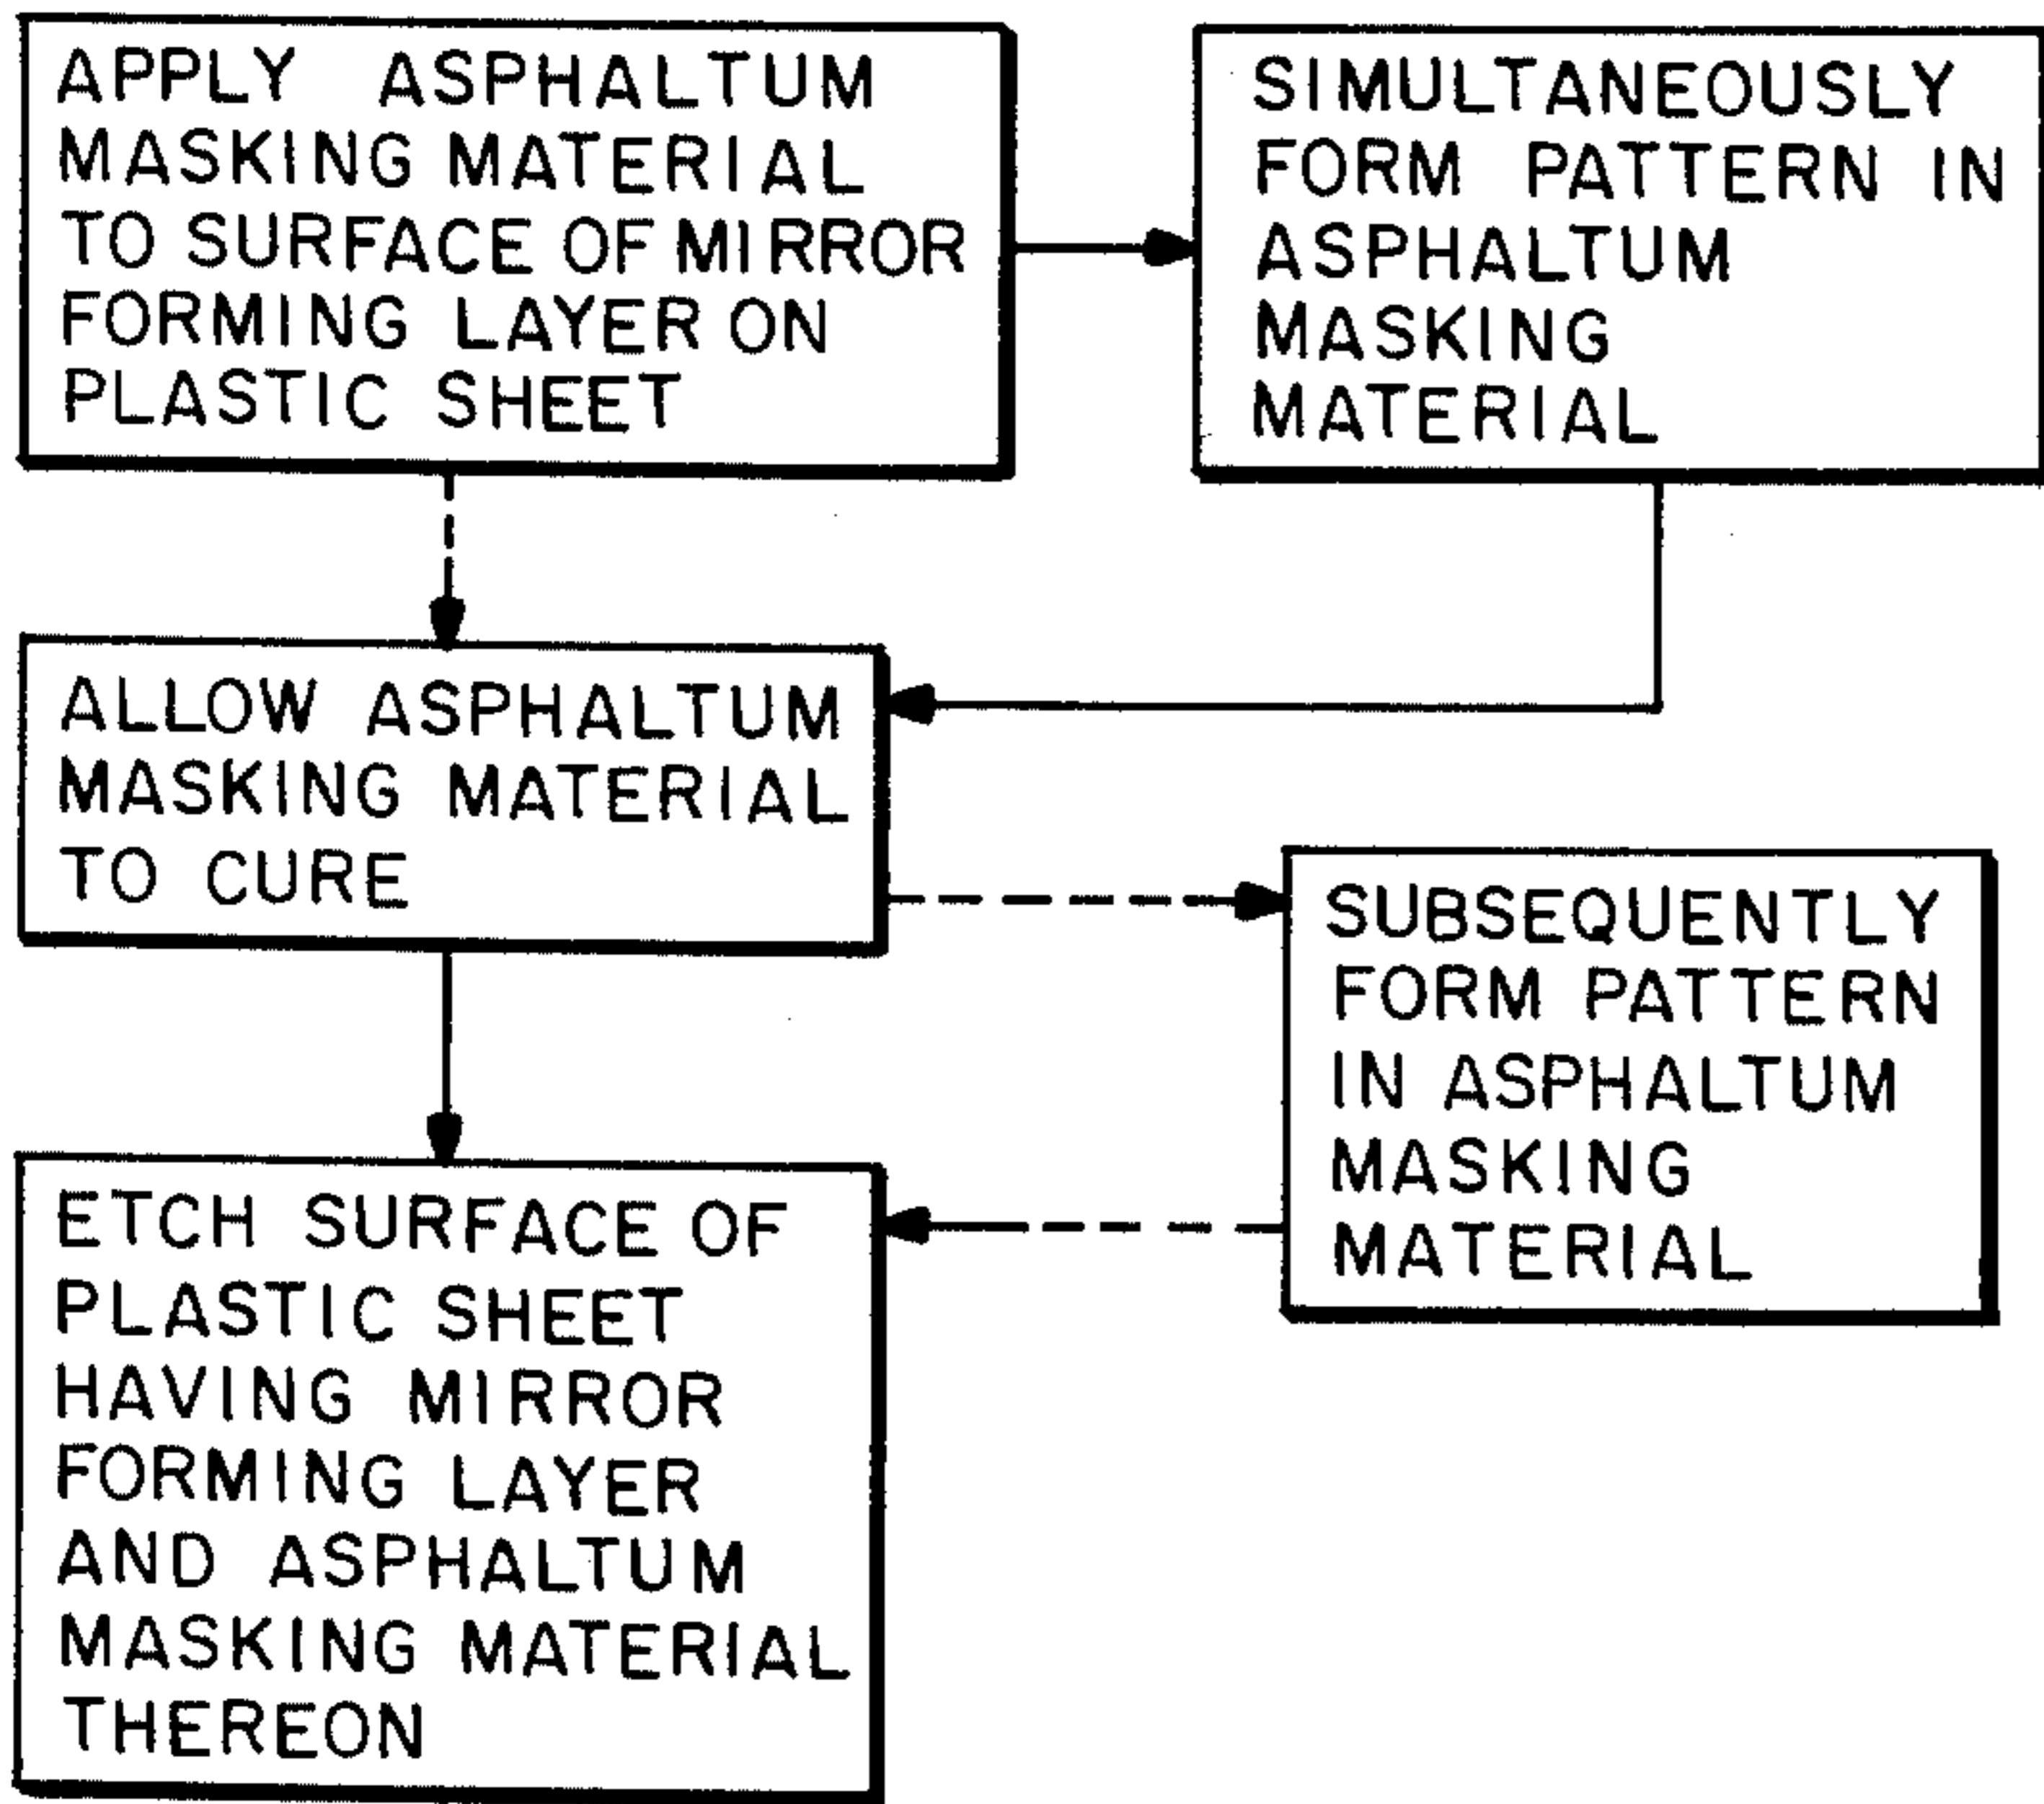 APPLY ASPHALTUM
MASKING MATERIAL
TO SURFACE OF MIRROR
FORMING LAYER ON
PLASTIC SHEET
SIMULTANEOUSLY
FORM PATTERN IN
ASPHALTUM
MASKING
MATERIAL
ALLOW ASPHALTUM
MASKING MATERIAL
TO CURE
SUBSEQUENTLY
FORM PATTERN
IN ASPHALTUM
MASKING
MATERIAL
ETCH SURFACE OF
PLASTIC SHEET
HAVING MIRROR
FORMING LAYER
AND ASPHALTUM
MASKING MATERIAL
THEREON